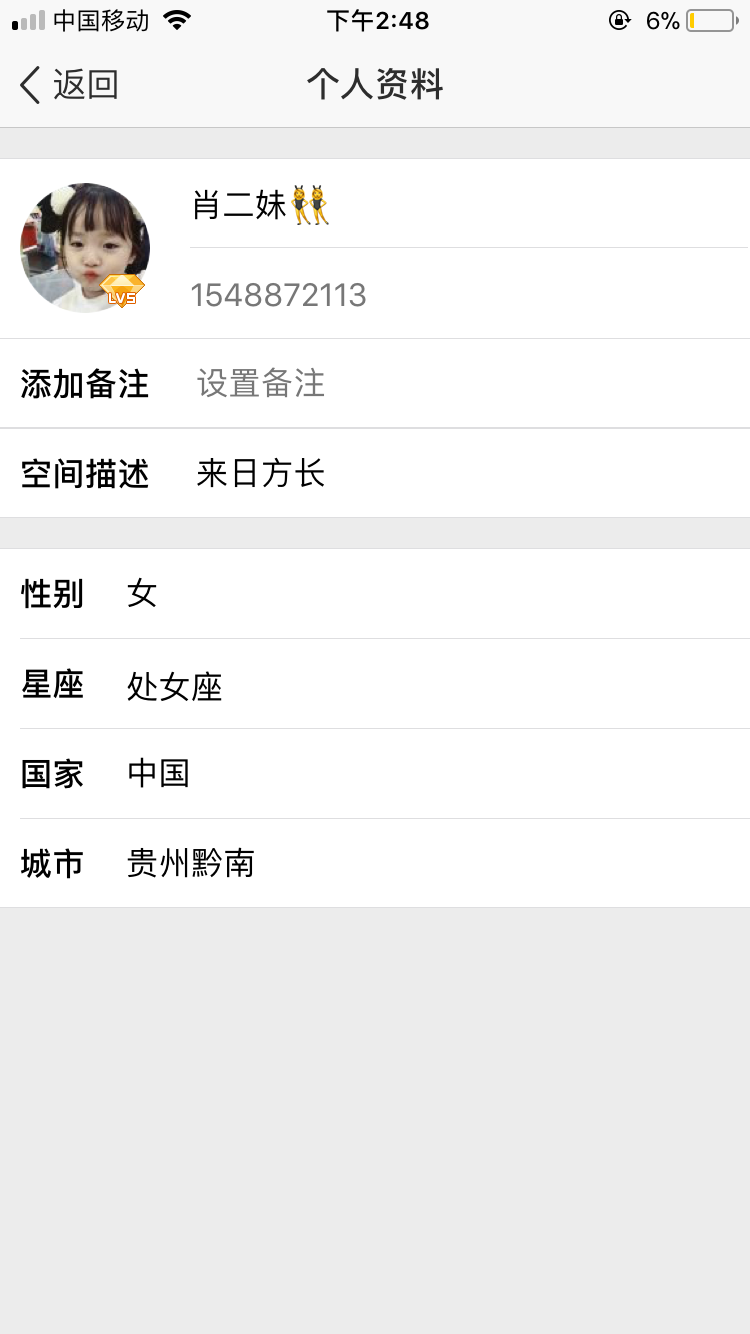 中国移动 下午2:48 6%
返回 个人资料
肖二妹👯
LV5
1548872113
添加备注 设置备注
空间描述 来日方长
性别 女
星座 处女座
国家 中国
城市 贵州黔南